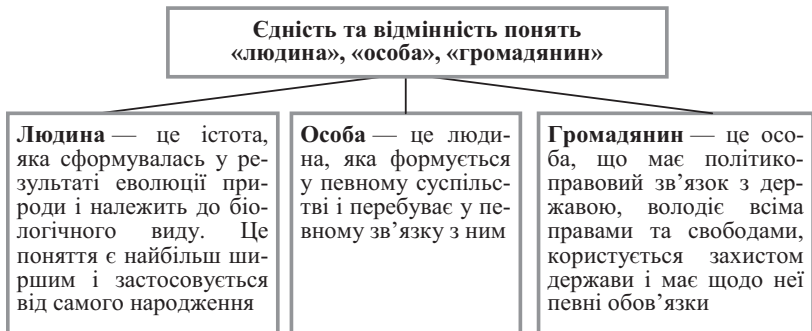 Єдність та відмінність понять
«людина», «особа», «громадянин»
Людина — це істота,
яка сформувалась у ре-
зультаті еволюції при-
роди і належить до біо-
логічного виду. Це
поняття є найбільш ши-
ршим і застосовується
від самого народження
Особа — це люди-
на, яка формується
у певному суспільс-
тві і перебуває у пе-
вному зв’язку з ним
Громадянин — це осо-
ба, що має політико-
правовий зв’язок з дер-
жавою, володіє всіма
правами та свободами,
користується захистом
держави і має щодо неї
певні обов’язки